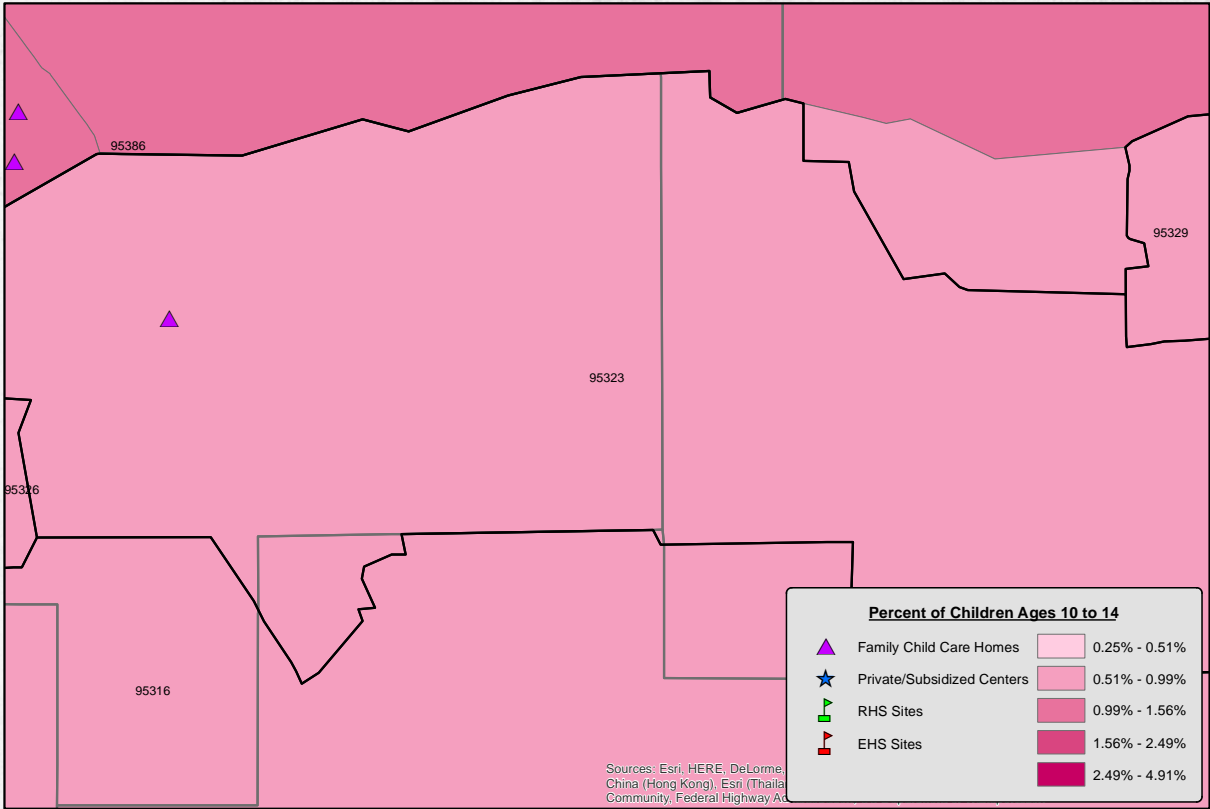 95386
95329
95323
95326
95316
Percent of Children Ages 10 to 14
Family Child Care Homes
Private/Subsidized Centers
RHS Sites
EHS Sites
0.25% - 0.51%
0.51% - 0.99%
0.99% - 1.56%
1.56% - 2.49%
2.49% - 4.91%
Sources: Esri, HERE, DeLorme,
China (Hong Kong), Esri
Community, Federal Highway